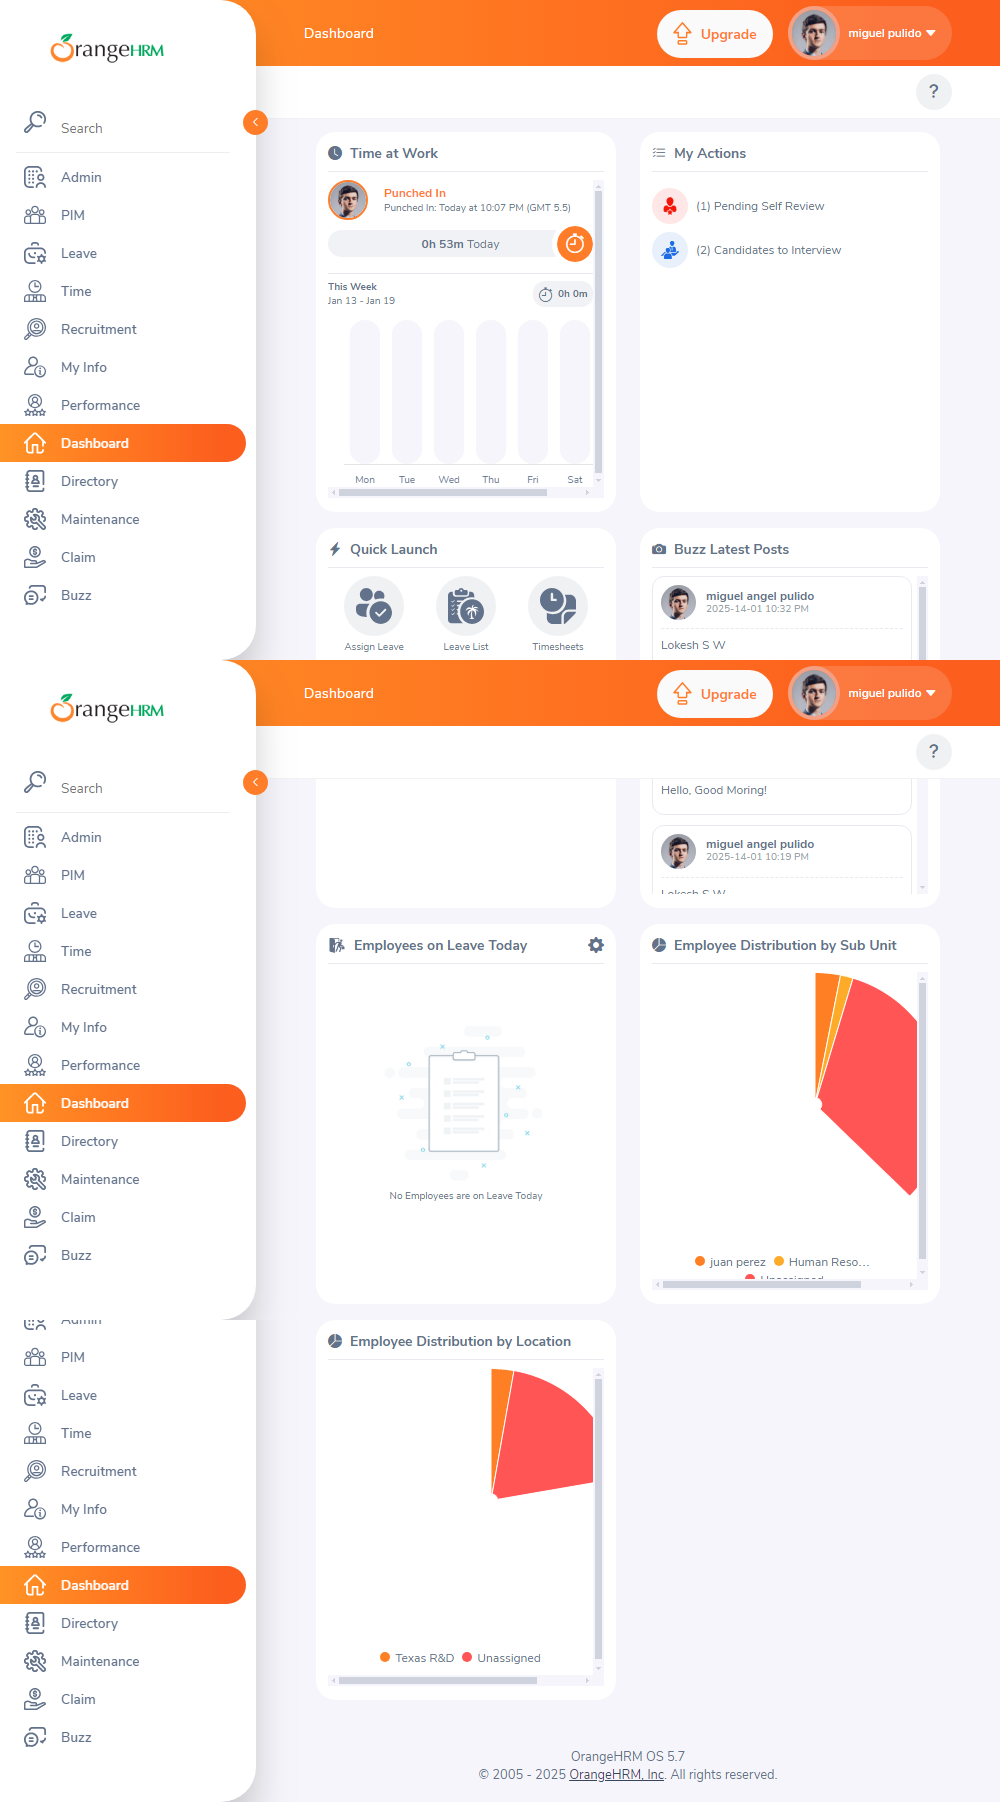 OrangeHRM
Dashboard
Upgrade
miguel pulido
?
Search
Admin
PIM
Leave
Time
Recruitment
My Info
Performance
Dashboard
Directory
Maintenance
Claim
Buzz
Time at Work
Punched In
Punched In: Today at 10:07 PM (GMT 5.5)
0h 53m Today
This Week
Jan 13 - Jan 19
0h 0m
Mon Tue Wed Thu Fri Sat
My Actions
(1) Pending Self Review
(2) Candidates to Interview
Quick Launch
Assign Leave
Leave List
Timesheets
Buzz Latest Posts
miguel angel pulido
2025-14-01 10:32 PM
Lokesh S W
OrangeHRM
Dashboard
Upgrade
miguel pulido
?
Search
Admin
PIM
Leave
Time
Recruitment
My Info
Performance
Dashboard
Directory
Maintenance
Claim
Buzz
Hello, Good Moring!
miguel angel pulido
2025-14-01 10:19 PM
Lokesh S W
Employees on Leave Today
No Employees are on Leave Today
Employee Distribution by Sub Unit
juan perez
Human Reso...
Unassigned
Admin
PIM
Leave
Time
Recruitment
My Info
Performance
Dashboard
Directory
Maintenance
Claim
Buzz
Employee Distribution by Location
Texas R&D
Unassigned
OrangeHRM OS 5.7
© 2005 - 2025 OrangeHRM, Inc. All rights reserved.